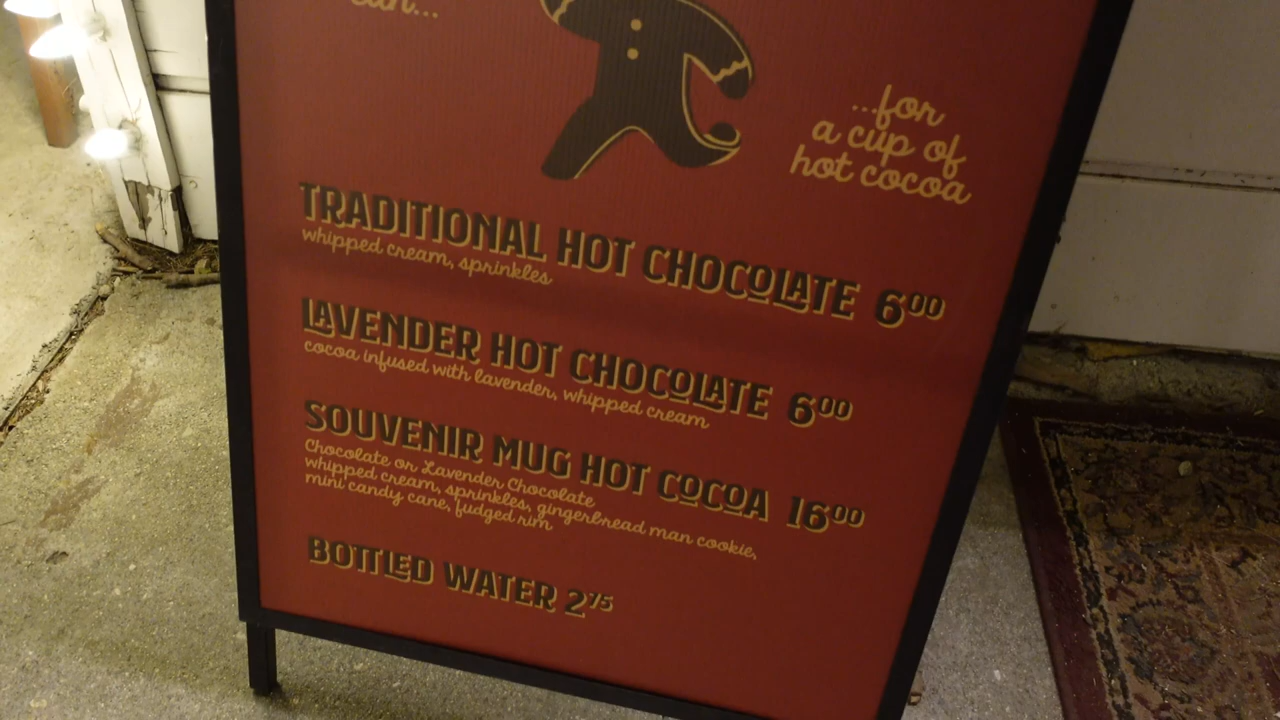 ...for
a cup of
hot cocoa
TRADITIONAL HOT CHOCOLATE 600
whipped cream, sprinkles
LAVENDER HOT CHOCOLATE 600
cocoa infused with lavender, whipped cream
SOUVENIR MUG HOT COCOA 1600
Chocolate or Lavender Chocolate
whipped cream, sprinkles, gingerbread man cookie,
mini candy cane, fudged rim
BOTTLED WATER 275